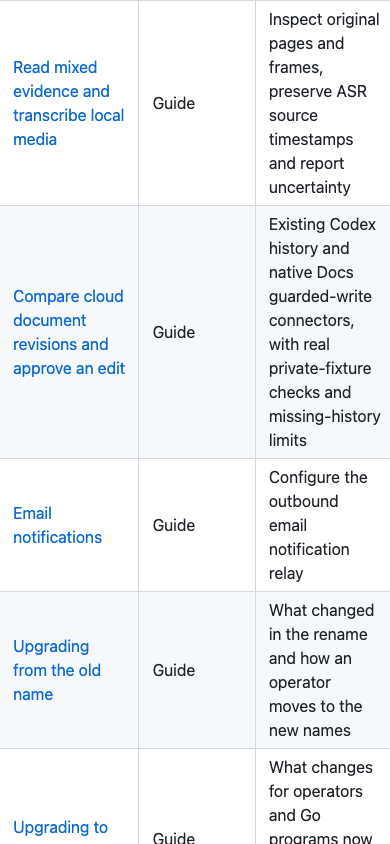 Read mixed
evidence and
transcribe local
media
Guide
Inspect original
pages and
frames,
preserve ASR
source
timestamps
and report
uncertainty
Compare cloud
document
revisions and
approve an edit
Guide
Existing Codex
history and
native Docs
guarded-write
connectors,
with real
private-fixture
checks and
missing-history
limits
Email
notifications
Guide
Configure the
outbound
email
notification
relay
Upgrading
from the old
name
Guide
What changed
in the rename
and how an
operator
moves to the
new names
Upgrading to
Guide
What changes
for operators
and Go
programs now